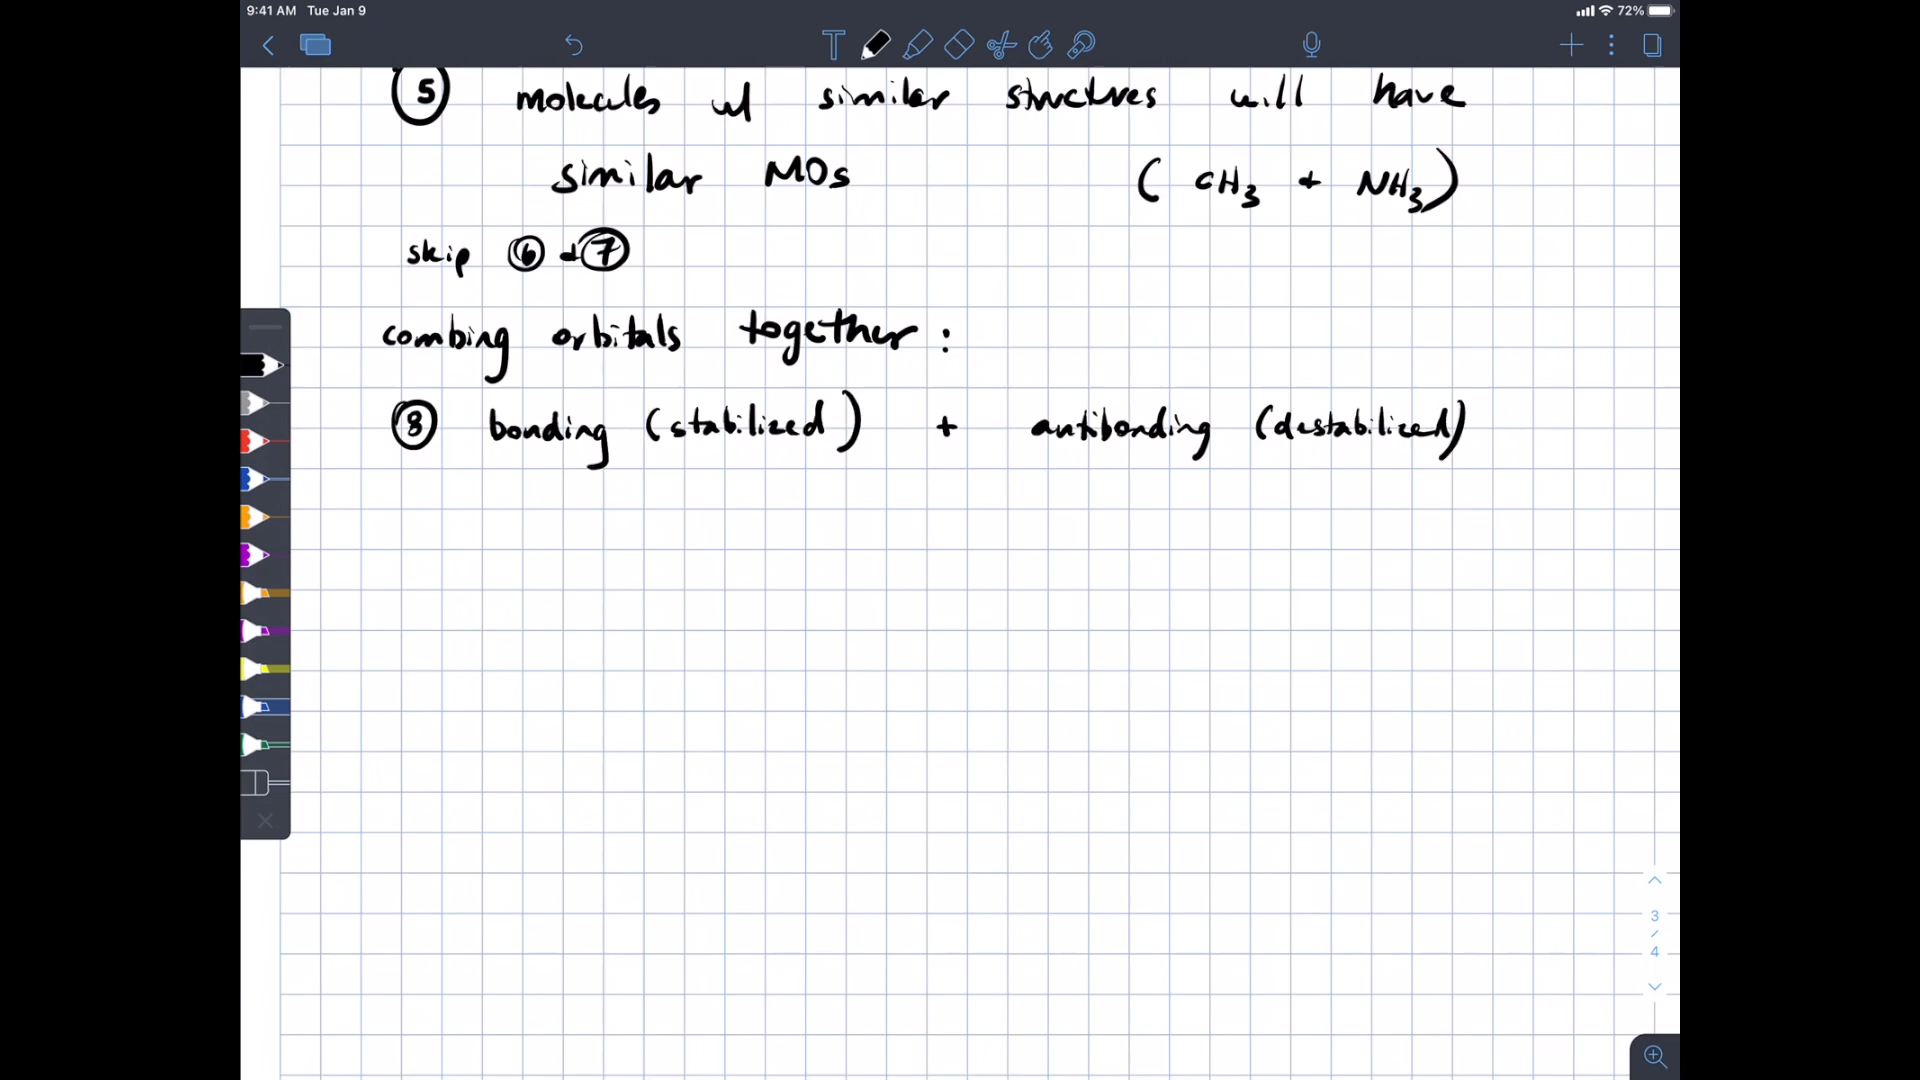 9:41 AM Tue Jan 9
72%
⑤ molecules w/ similar structures will have
similar MOs ( CH₃ + NH₃ )
skip ⑥ + ⑦
combing orbitals together :
⑧ bonding (stabilized) + antibonding (destabilized)
3
/
4